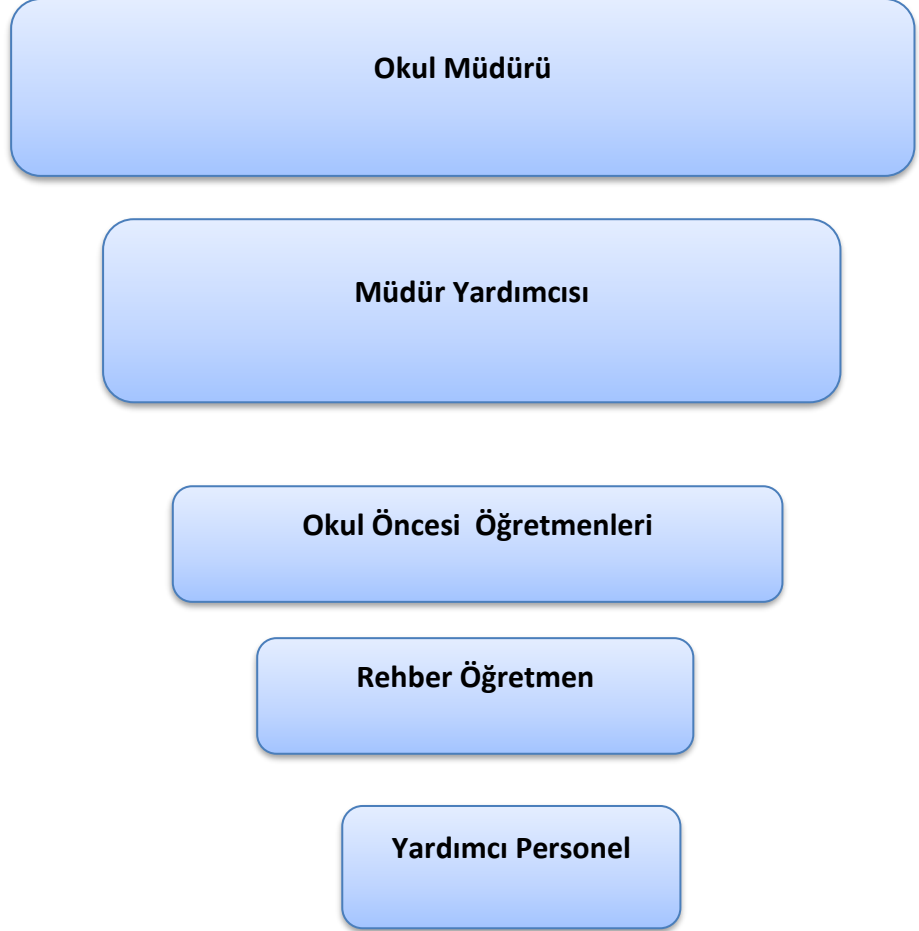 Okul Müdürü
Müdür Yardımcısı
Okul Öncesi  Öğretmenleri
Rehber Öğretmen
Yardımcı Personel